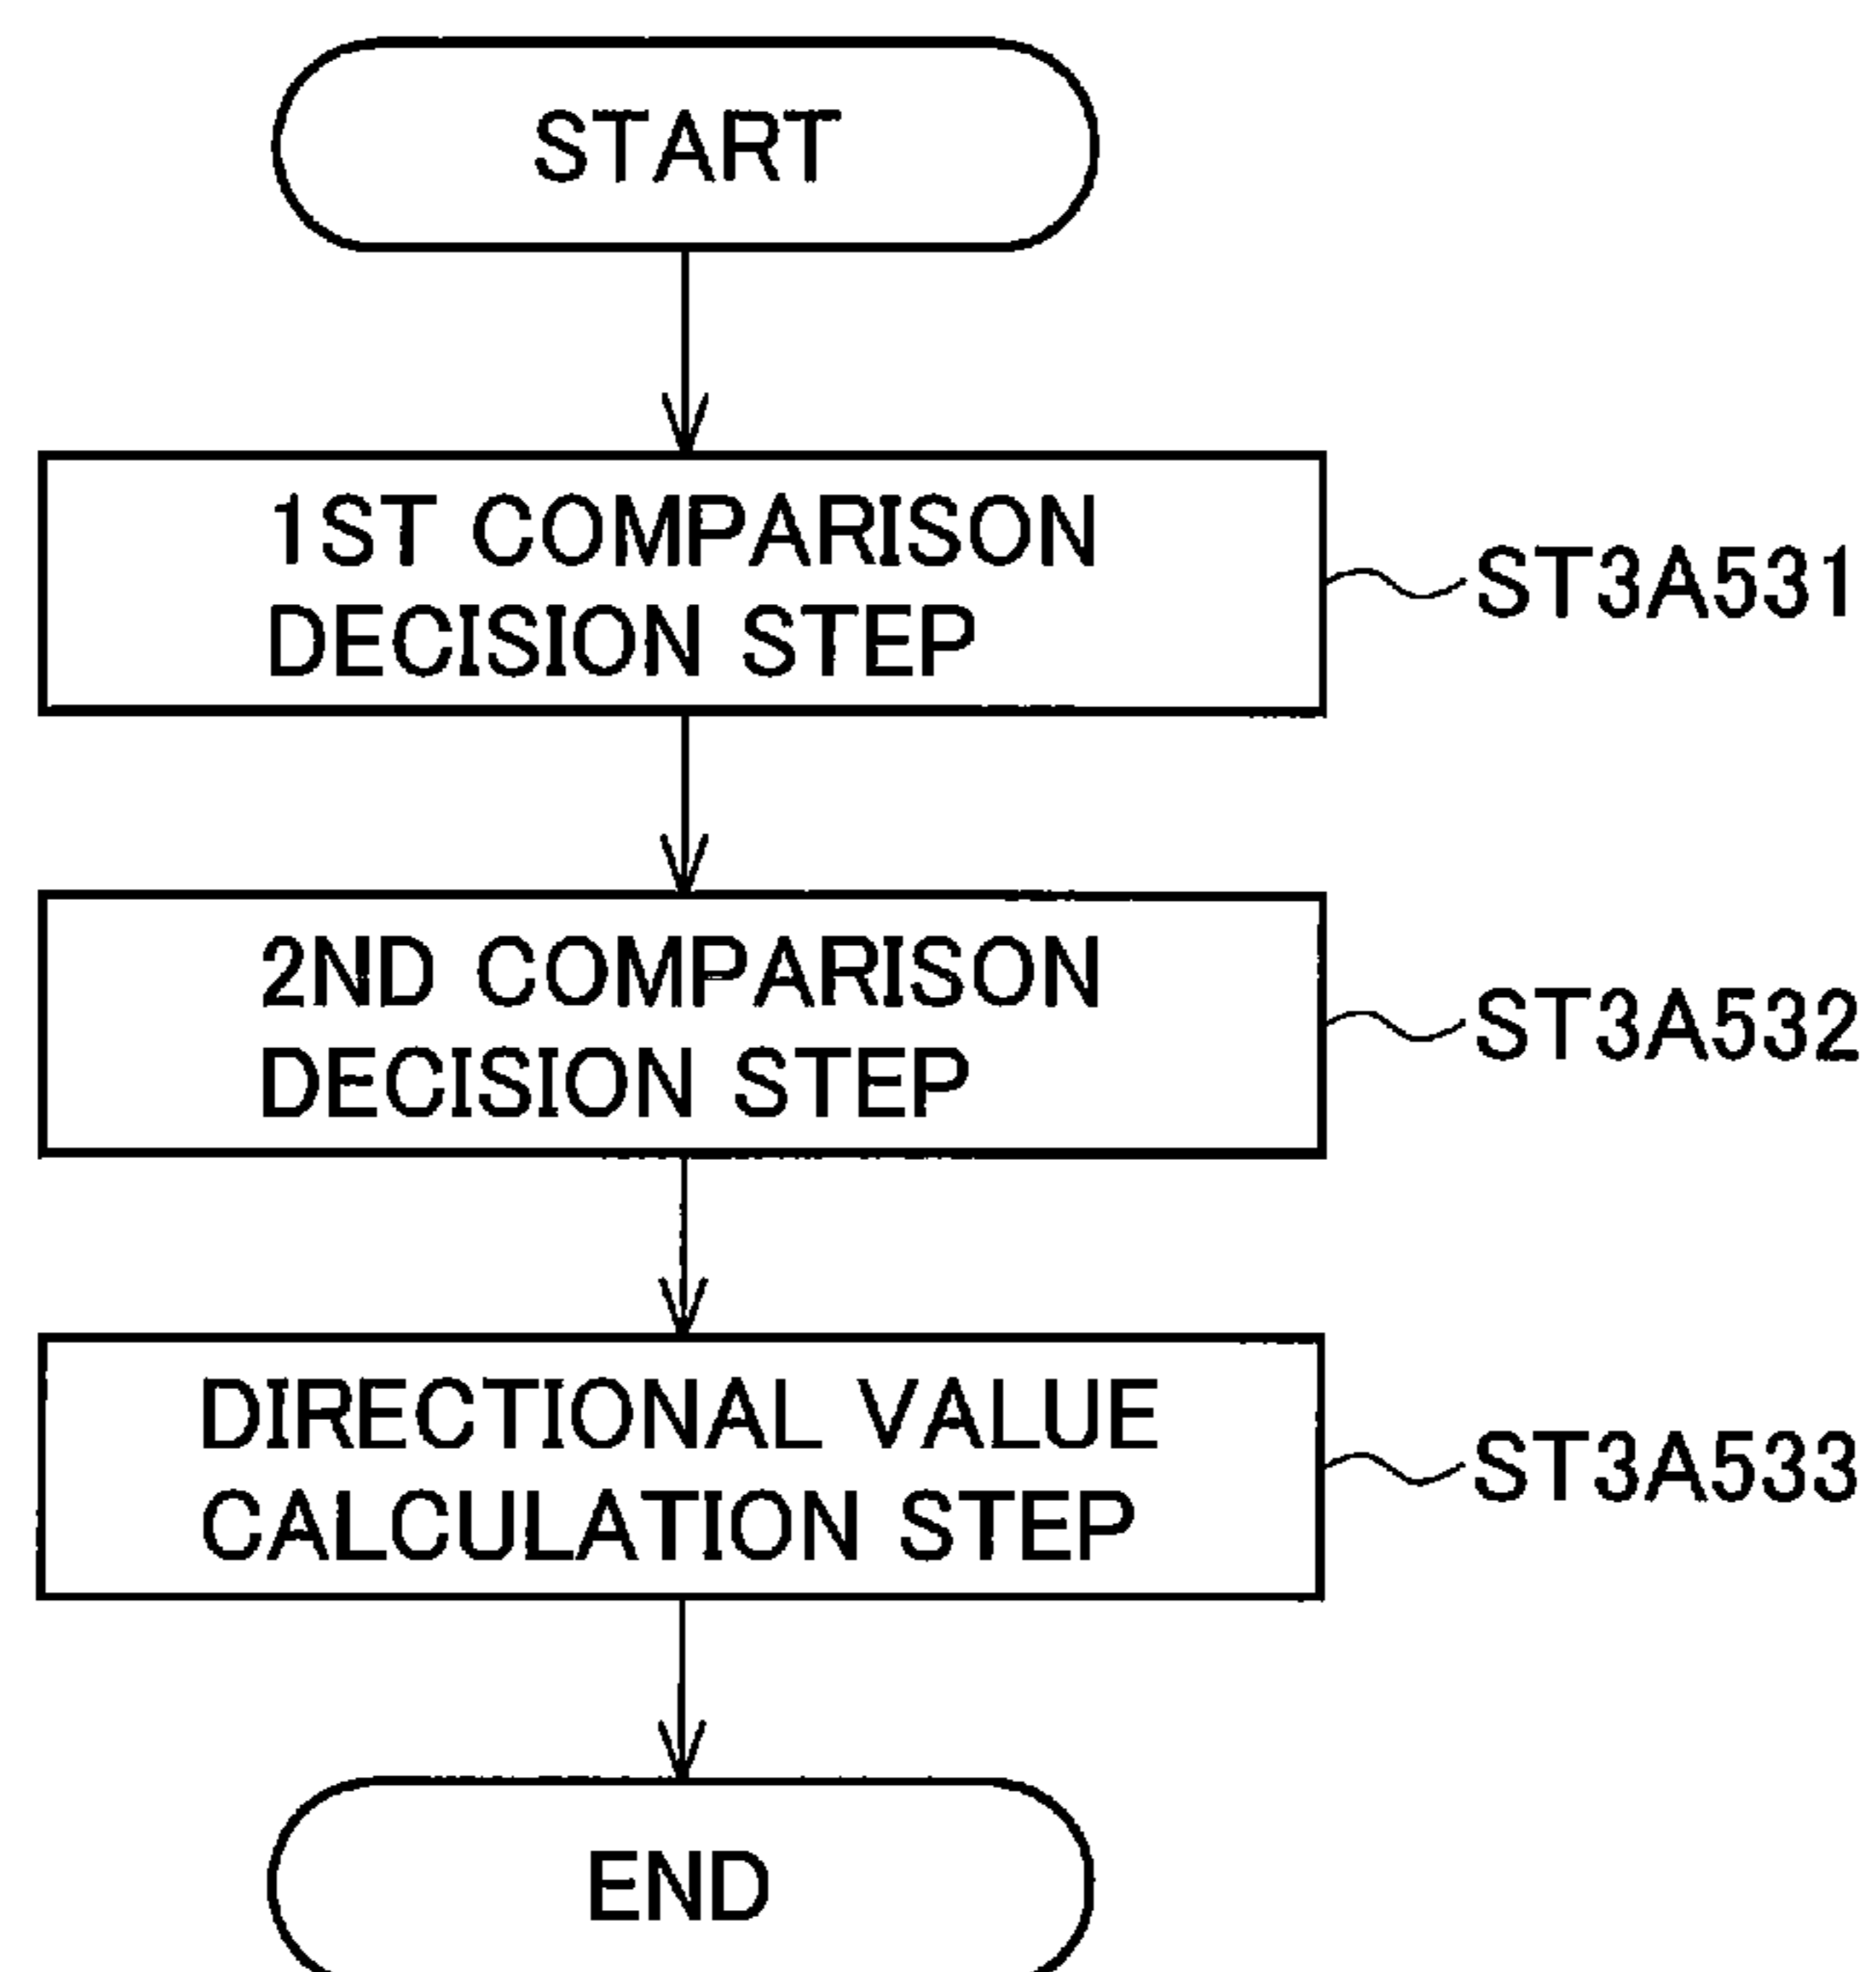 START
1ST COMPARISON
DECISION STEP
ST3A531
2ND COMPARISON
DECISION STEP
ST3A532
DIRECTIONAL VALUE
CALCULATION STEP
ST3A533
END